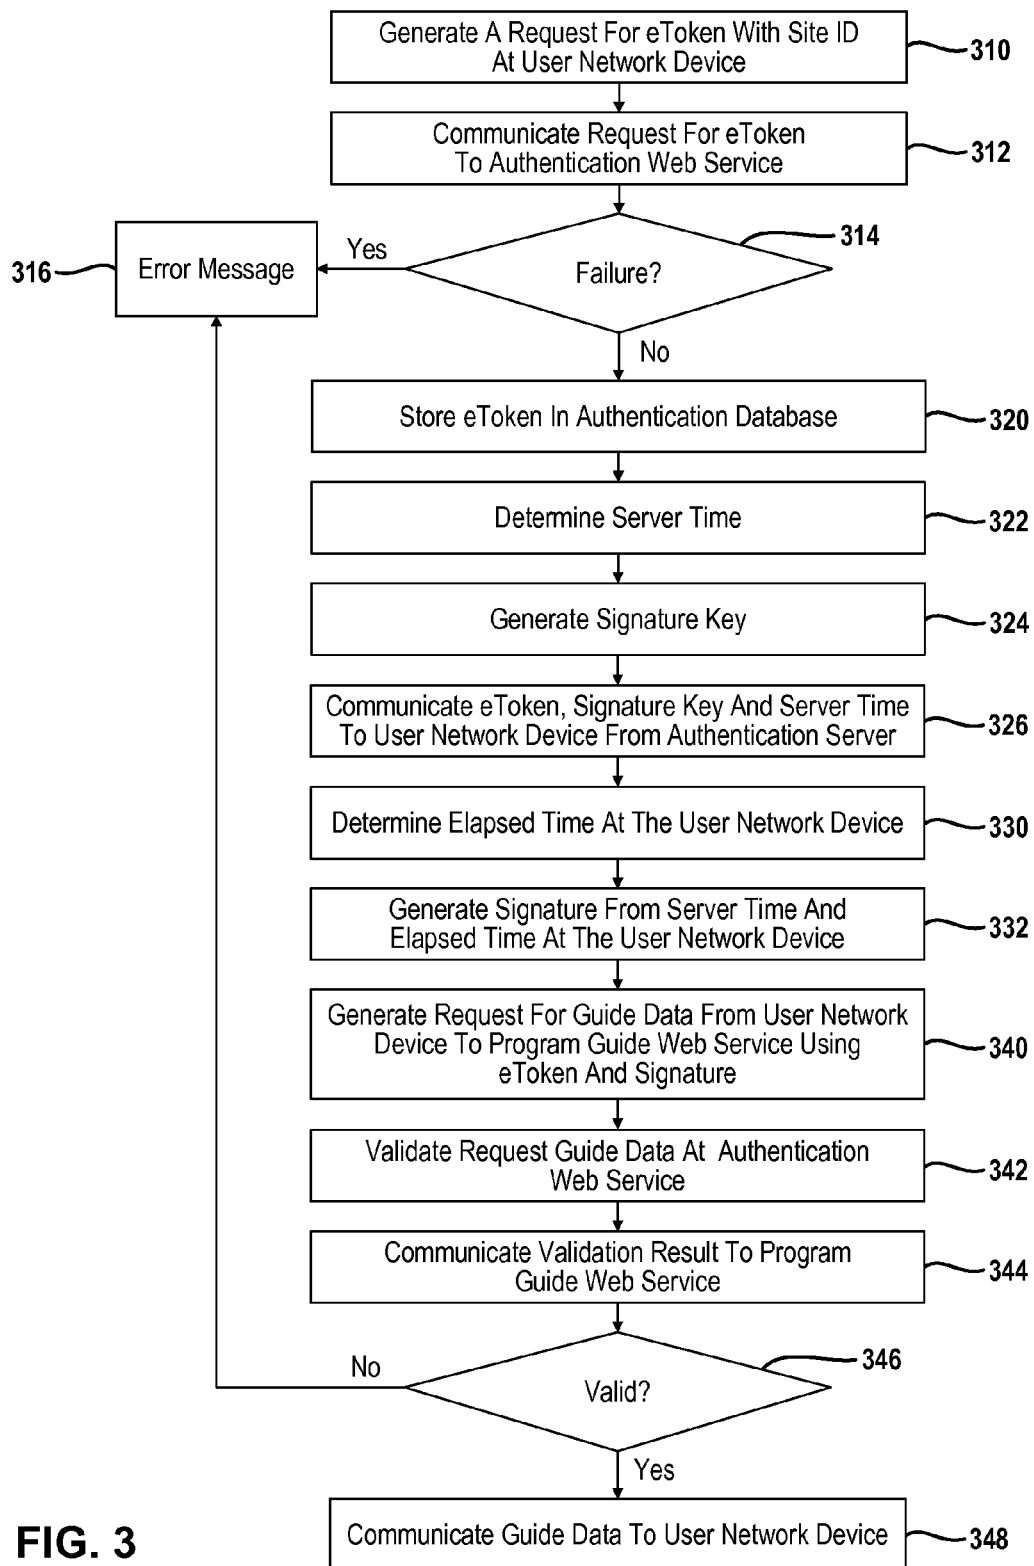 Generate A Request For eToken With Site ID
At User Network Device
310
Communicate Request For eToken
To Authentication Web Service
312
314
Failure?
Yes
Error Message
316
No
Store eToken In Authentication Database
320
Determine Server Time
322
Generate Signature Key
324
Communicate eToken, Signature Key And Server Time
To User Network Device From Authentication Server
326
Determine Elapsed Time At The User Network Device
330
Generate Signature From Server Time And
Elapsed Time At The User Network Device
332
Generate Request For Guide Data From User Network
Device To Program Guide Web Service Using
eToken And Signature
340
Validate Request Guide Data At Authentication
Web Service
342
Communicate Validation Result To Program
Guide Web Service
344
346
Valid?
No
Yes
Communicate Guide Data To User Network Device
348
FIG. 3